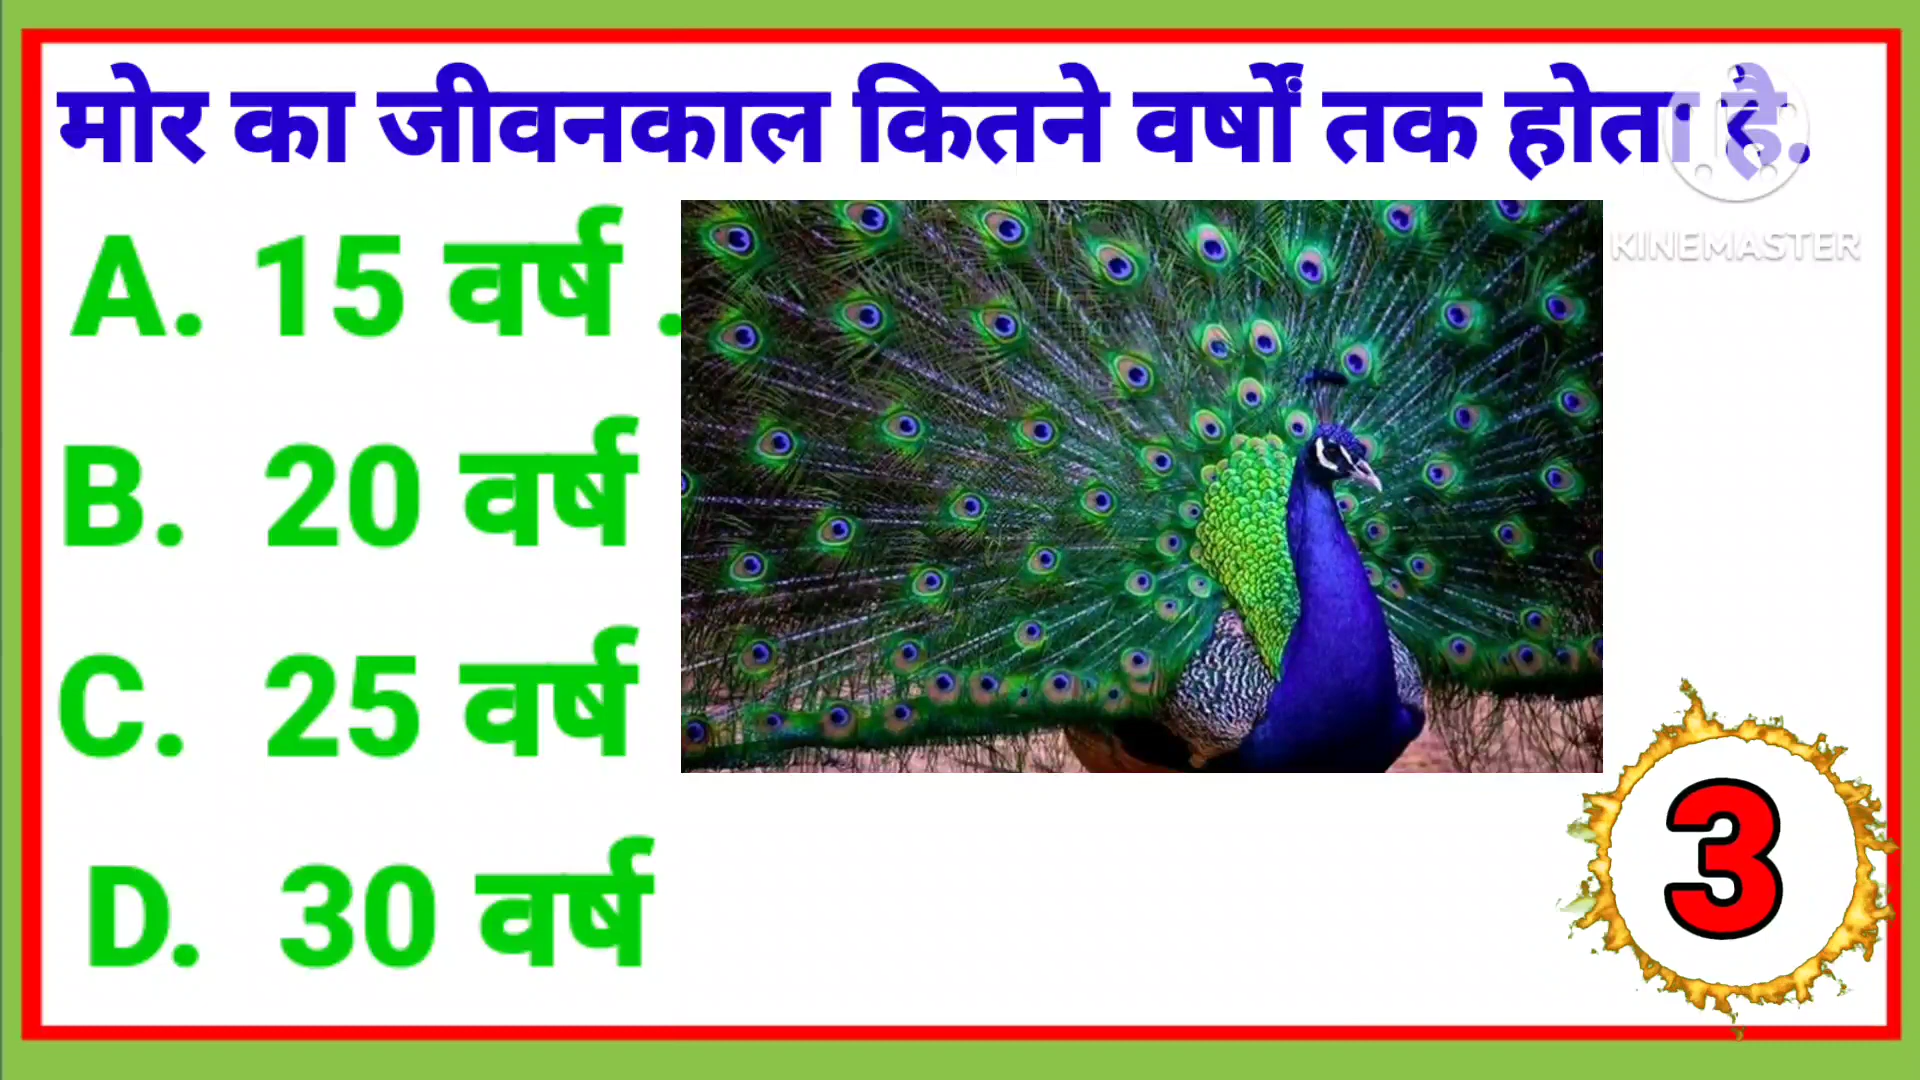 मोर का जीवनकाल कितने वर्षों तक होता है.
A. 15 वर्ष .
B. 20 वर्ष
C. 25 वर्ष
D. 30 वर्ष
KINEMASTER
3